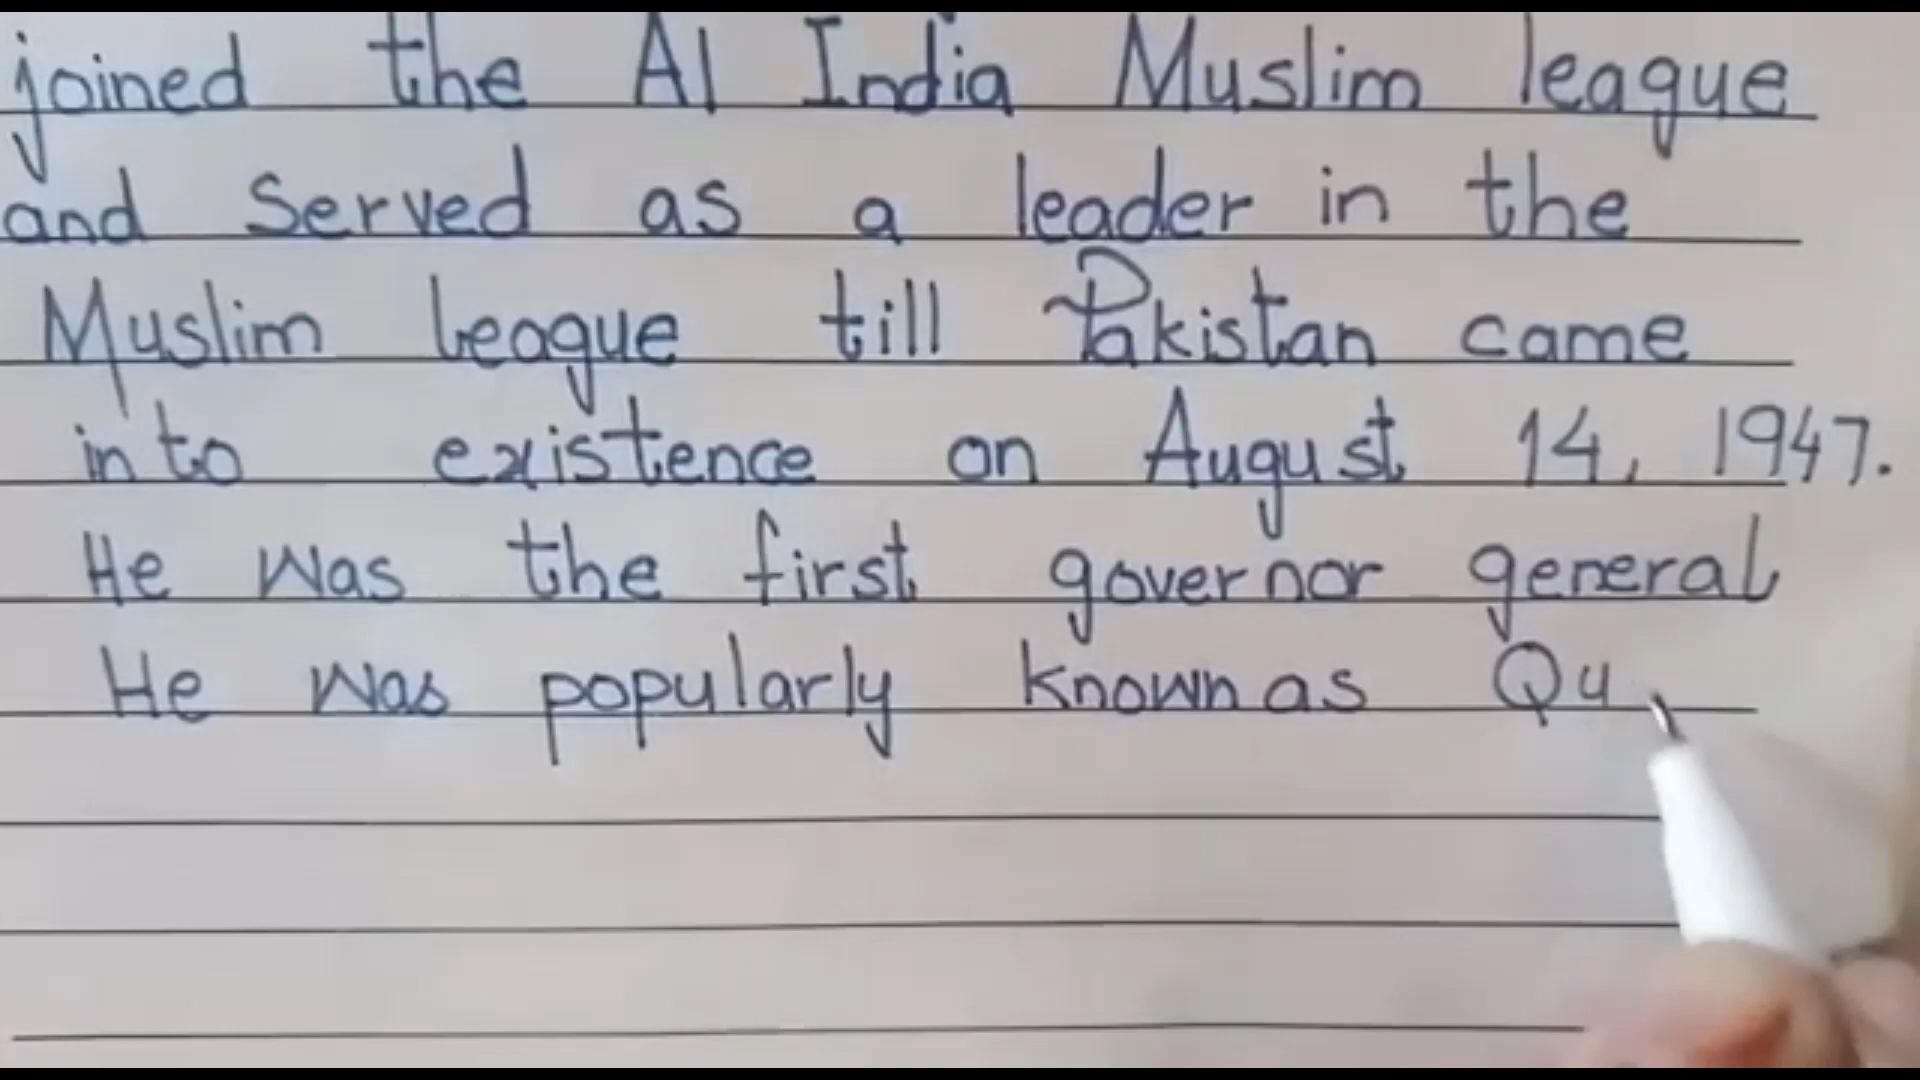 joined the Al India Muslim league
and Served as a leader in the
Muslim league till Pakistan came
into existence on August 14, 1947.
He was the first governor general
He was popularly known as Qu